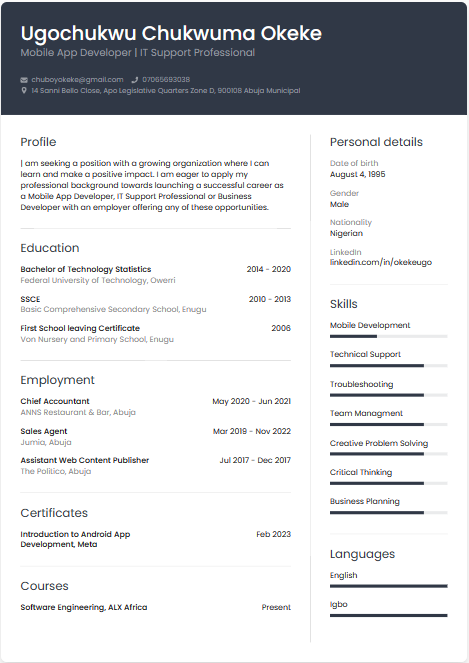 Ugochukwu Chukwuma Okeke
Mobile App Developer | IT Support Professional
chuboyokeke@gmail.com 07065693038
14 Sanni Bello Close, Apo Legislative Quarters Zone D, 900108 Abuja Municipal
Profile
I am seeking a position with a growing organization where I can
learn and make a positive impact. I am eager to apply my
professional background towards launching a successful career as
a Mobile App Developer, IT Support Professional or Business
Developer with an employer offering any of these opportunities.
Education
Bachelor of Technology Statistics 2014 - 2020
Federal University of Technology, Owerri
SSCE 2010 - 2013
Basic Comprehensive Secondary School, Enugu
First School leaving Certificate 2006
Von Nursery and Primary School, Enugu
Employment
Chief Accountant May 2020 - Jun 2021
ANNS Restaurant & Bar, Abuja
Sales Agent Mar 2019 - Nov 2022
Jumia, Abuja
Assistant Web Content Publisher Jul 2017 - Dec 2017
The Politico, Abuja
Certificates
Introduction to Android App Feb 2023
Development, Meta
Courses
Software Engineering, ALX Africa Present
Personal details
Date of birth
August 4, 1995
Gender
Male
Nationality
Nigerian
LinkedIn
linkedin.com/in/okekeugo
Skills
Mobile Development
Technical Support
Troubleshooting
Team Managment
Creative Problem Solving
Critical Thinking
Business Planning
Languages
English
Igbo